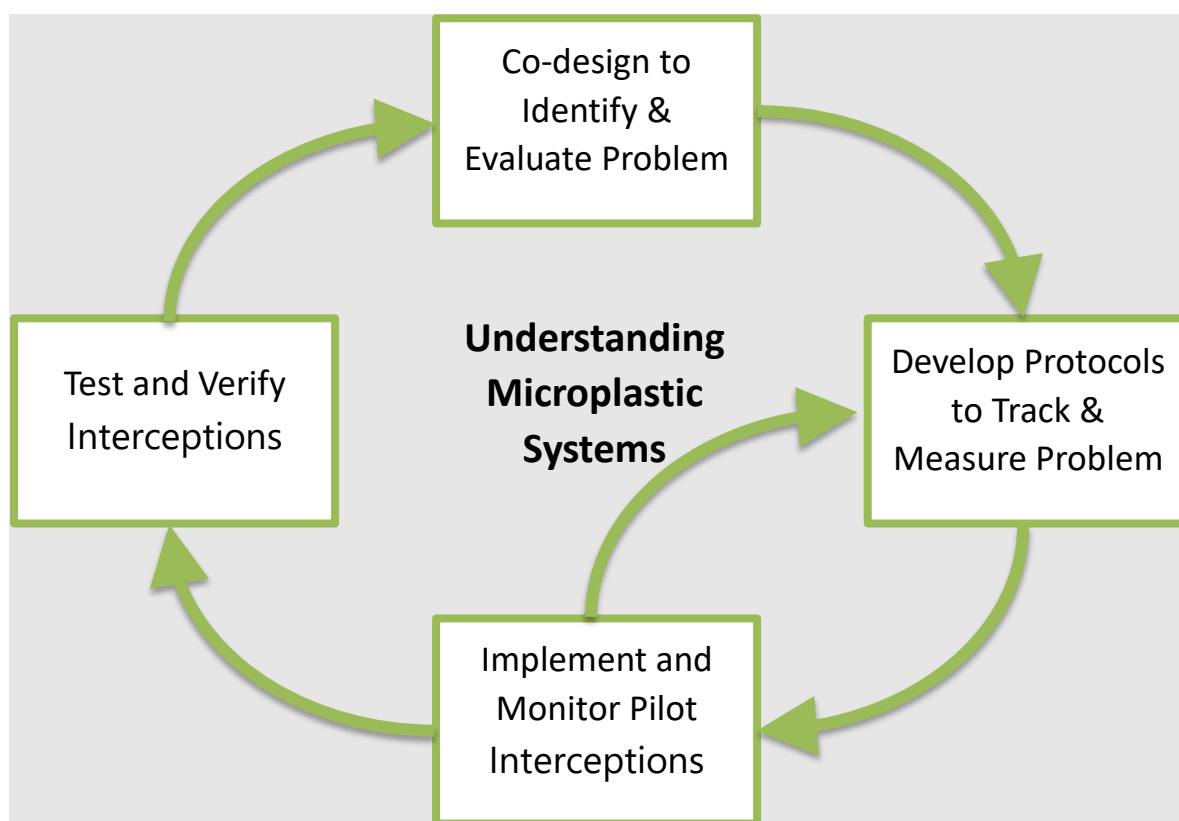 Co-design to
Identify &
Evaluate Problem
Understanding
Microplastic
Systems
Test and Verify
Interceptions
Develop Protocols
to Track &
Measure Problem
Implement and
Monitor Pilot
Interceptions